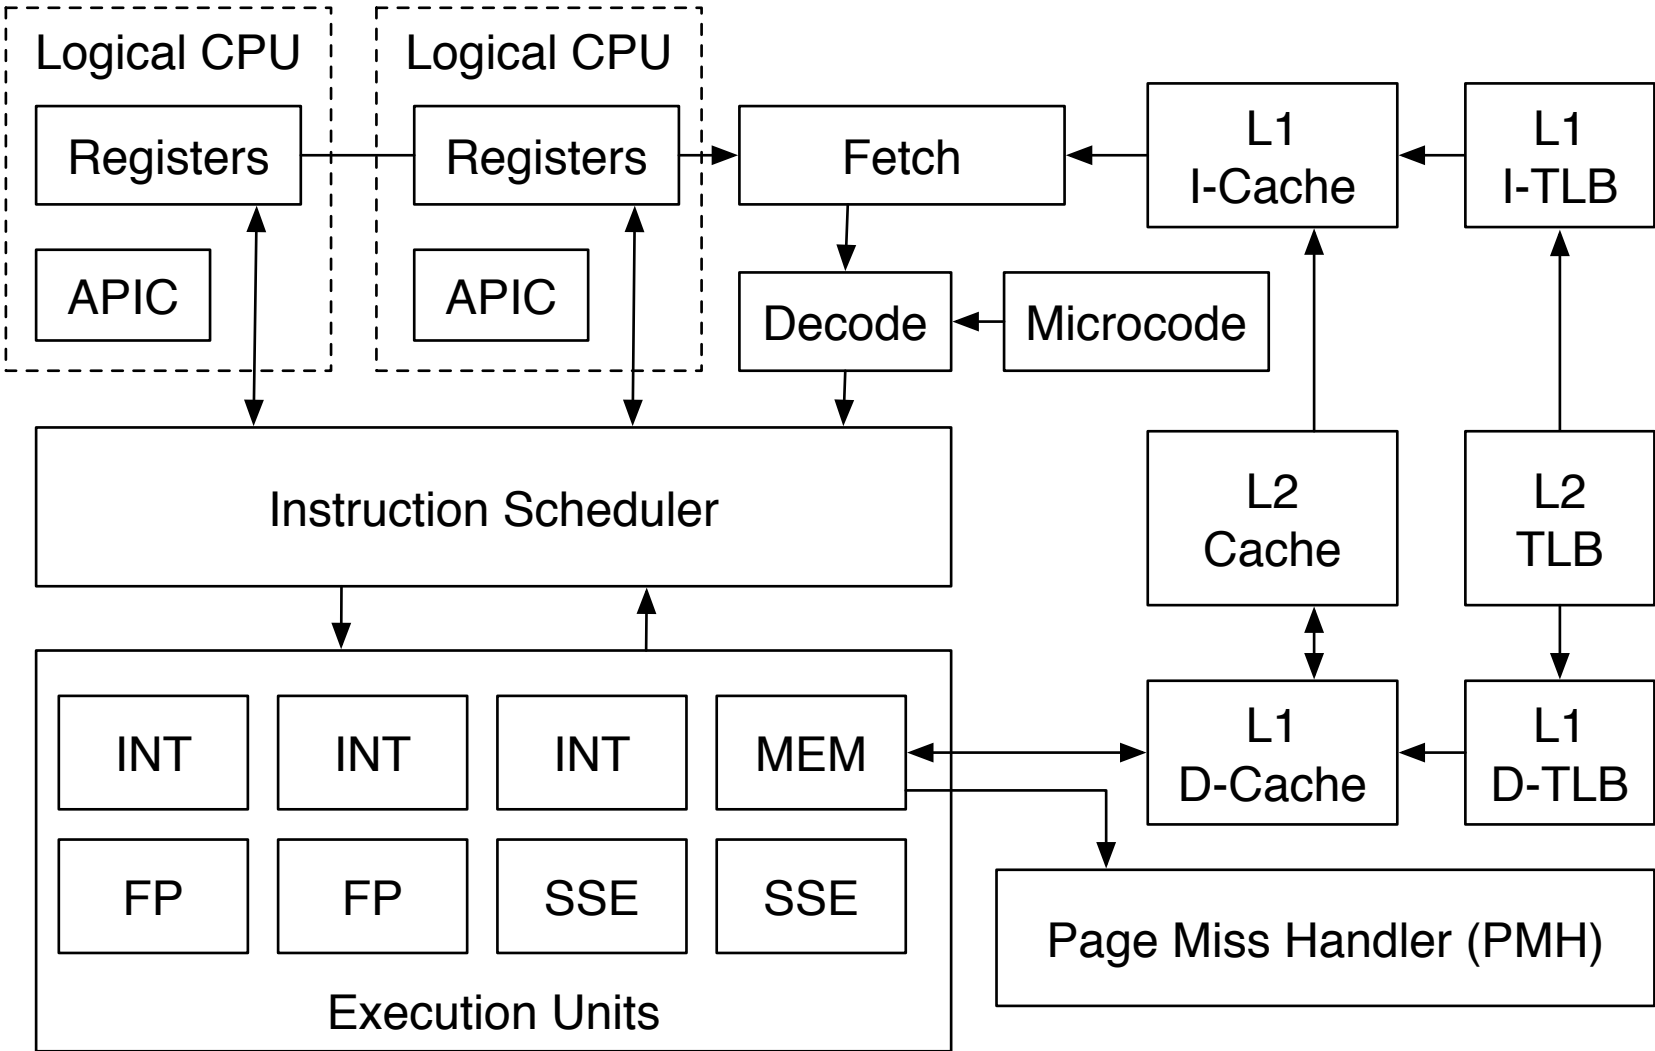 Logical CPU
Logical CPU
Registers
Registers
Fetch
L1
I-Cache
L1
I-TLB
APIC
APIC
Decode
Microcode
Instruction Scheduler
L2
Cache
L2
TLB
INT
INT
INT
MEM
L1
D-Cache
L1
D-TLB
FP
FP
SSE
SSE
Page Miss Handler (PMH)
Execution Units